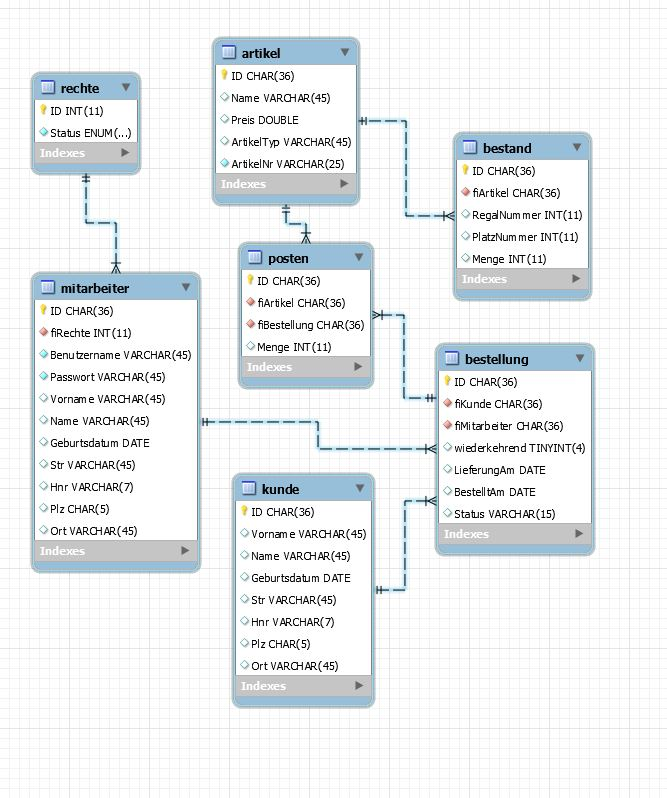 rechte
ID INT(11)
Status ENUM(...)
Indexes
artikel
ID CHAR(36)
Name VARCHAR(45)
Preis DOUBLE
ArtikelTyp VARCHAR(45)
ArtikelNr VARCHAR(25)
Indexes
bestand
ID CHAR(36)
fiArtikel CHAR(36)
RegalNummer INT(11)
PlatzNummer INT(11)
Menge INT(11)
Indexes
mitarbeiter
ID CHAR(36)
fiRechte INT(11)
Benutzername VARCHAR(45)
Passwort VARCHAR(45)
Vorname VARCHAR(45)
Name VARCHAR(45)
Geburtsdatum DATE
Str VARCHAR(45)
Hnr VARCHAR(7)
Plz CHAR(5)
Ort VARCHAR(45)
Indexes
posten
ID CHAR(36)
fiArtikel CHAR(36)
fiBestellung CHAR(36)
Menge INT(11)
Indexes
bestellung
ID CHAR(36)
fiKunde CHAR(36)
fiMitarbeiter CHAR(36)
wiederkehrend TINYINT(4)
LieferungAm DATE
BestelltAm DATE
Status VARCHAR(15)
Indexes
kunde
ID CHAR(36)
Vorname VARCHAR(45)
Name VARCHAR(45)
Geburtsdatum DATE
Str VARCHAR(45)
Hnr VARCHAR(7)
Plz CHAR(5)
Ort VARCHAR(45)
Indexes